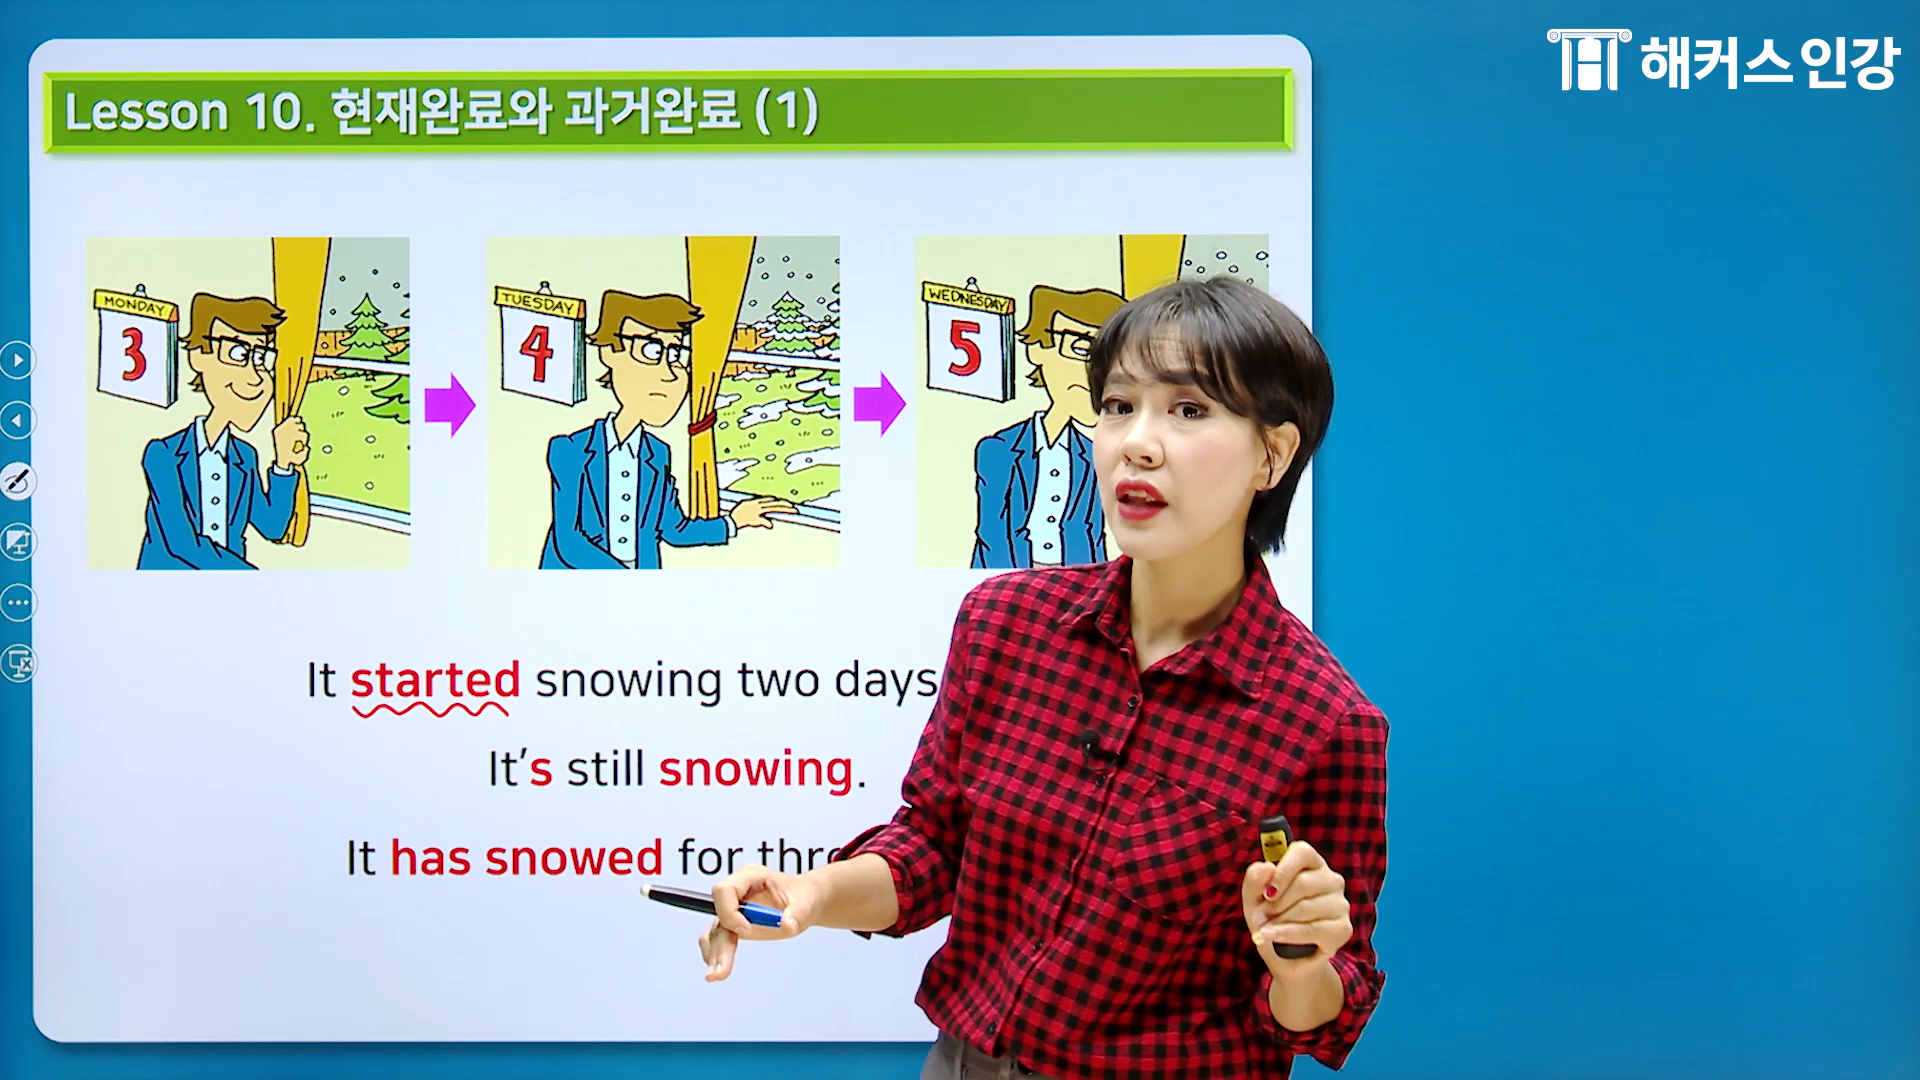 해커스인강
Lesson 10. 현재완료와 과거완료 (1)
MONDAY
3
TUESDAY
4
WEDNESDAY
5
It started snowing two days
It's still snowing.
It has snowed for